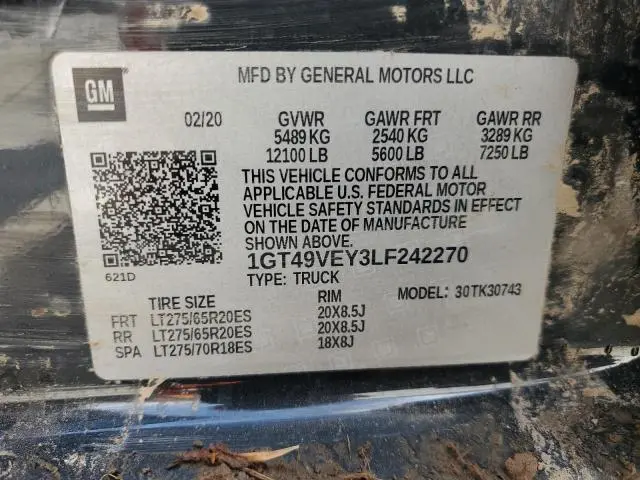 GM
MFD BY GENERAL MOTORS LLC
02/20 GVWR GAWR FRT GAWR RR
5489 KG 2540 KG 3289 KG
12100 LB 5600 LB 7250 LB
THIS VEHICLE CONFORMS TO ALL
APPLICABLE U.S. FEDERAL MOTOR
VEHICLE SAFETY STANDARDS IN EFFECT
ON THE DATE OF MANUFACTURE
SHOWN ABOVE.
621D 1GT49VEY3LF242270
TYPE: TRUCK
TIRE SIZE RIM MODEL: 30TK30743
FRT LT275/65R20ES 20X8.5J
RR LT275/65R20ES 20X8.5J
SPA LT275/70R18ES 18X8J